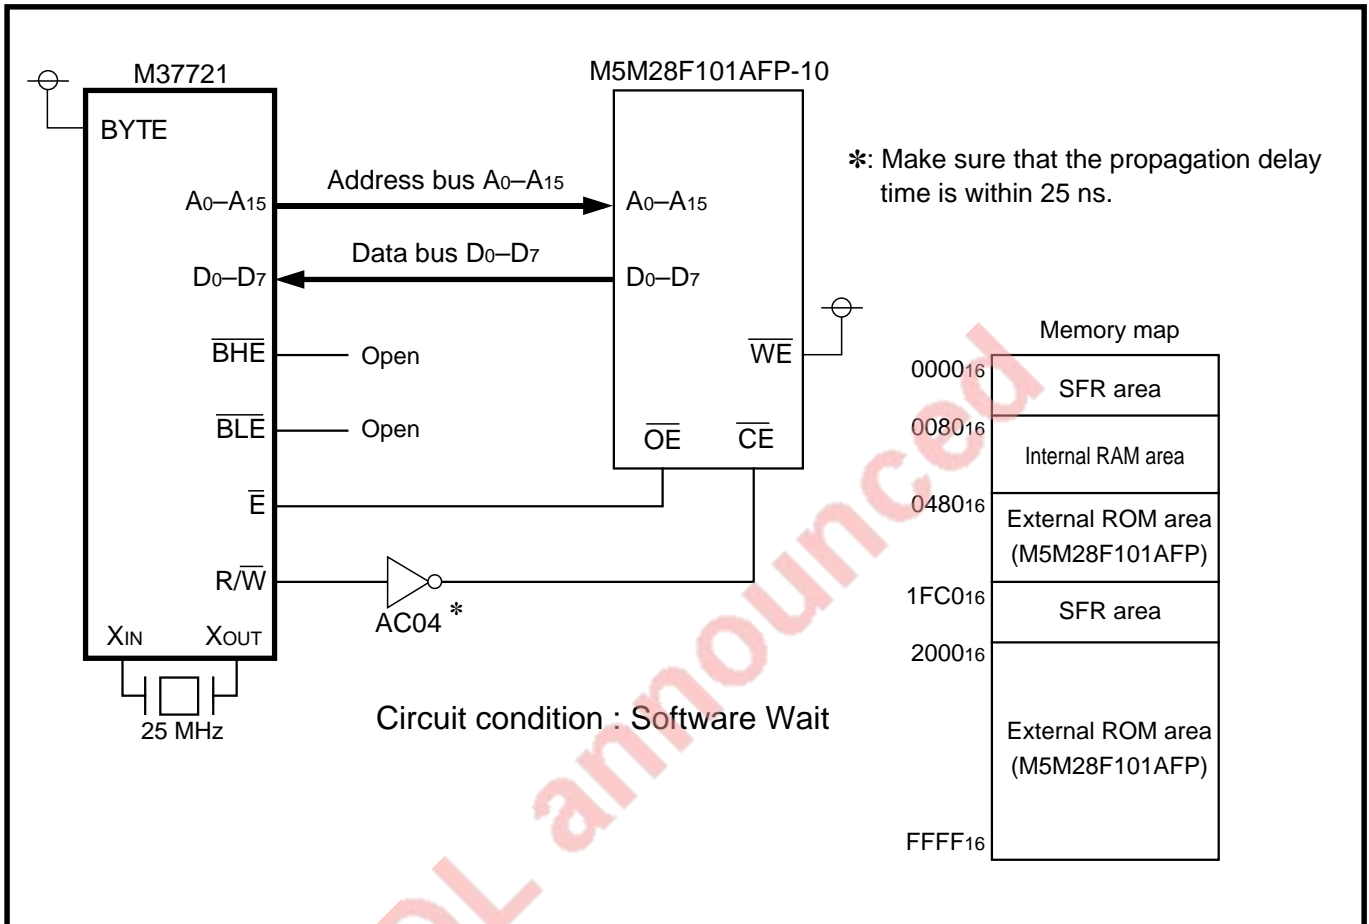 M37721
BYTE
A0–A15
D0–D7
BHE
BLE
E
R/W
XIN
XOUT
25 MHz
Address bus A0–A15
Data bus D0–D7
Open
Open
AC04 *
M5M28F101AFP-10
A0–A15
D0–D7
WE
OE
CE
*: Make sure that the propagation delay
time is within 25 ns.
Circuit condition : Software Wait
Memory map
000016
SFR area
008016
Internal RAM area
048016
External ROM area
(M5M28F101AFP)
1FC016
SFR area
200016
External ROM area
(M5M28F101AFP)
FFFF16
L announced